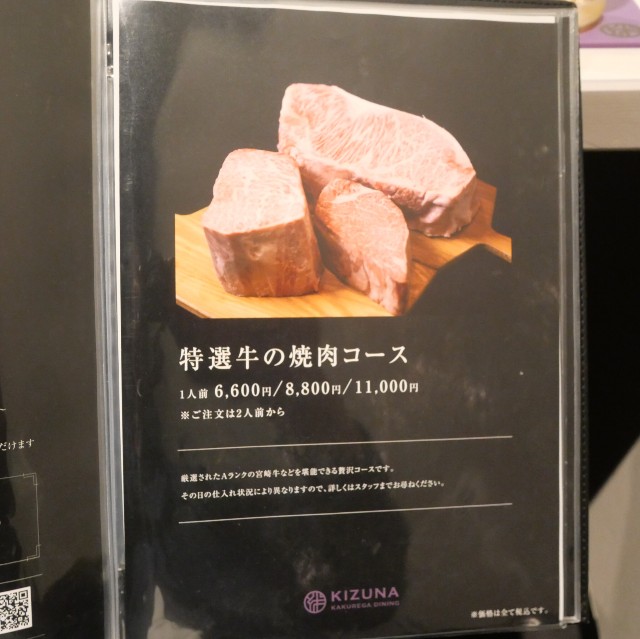 特選牛の焼肉コース
1人前 6,600円/8,800円/11,000円
※ご注文は2人前から
だけます
厳選されたAランクの宮崎牛などを堪能できる贅沢コースです。
その日の仕入れ状況により異なりますので、詳しくはスタッフまでお尋ねください。
KIZUNA
KAKUREGA DINING
※価格は全て税込です。